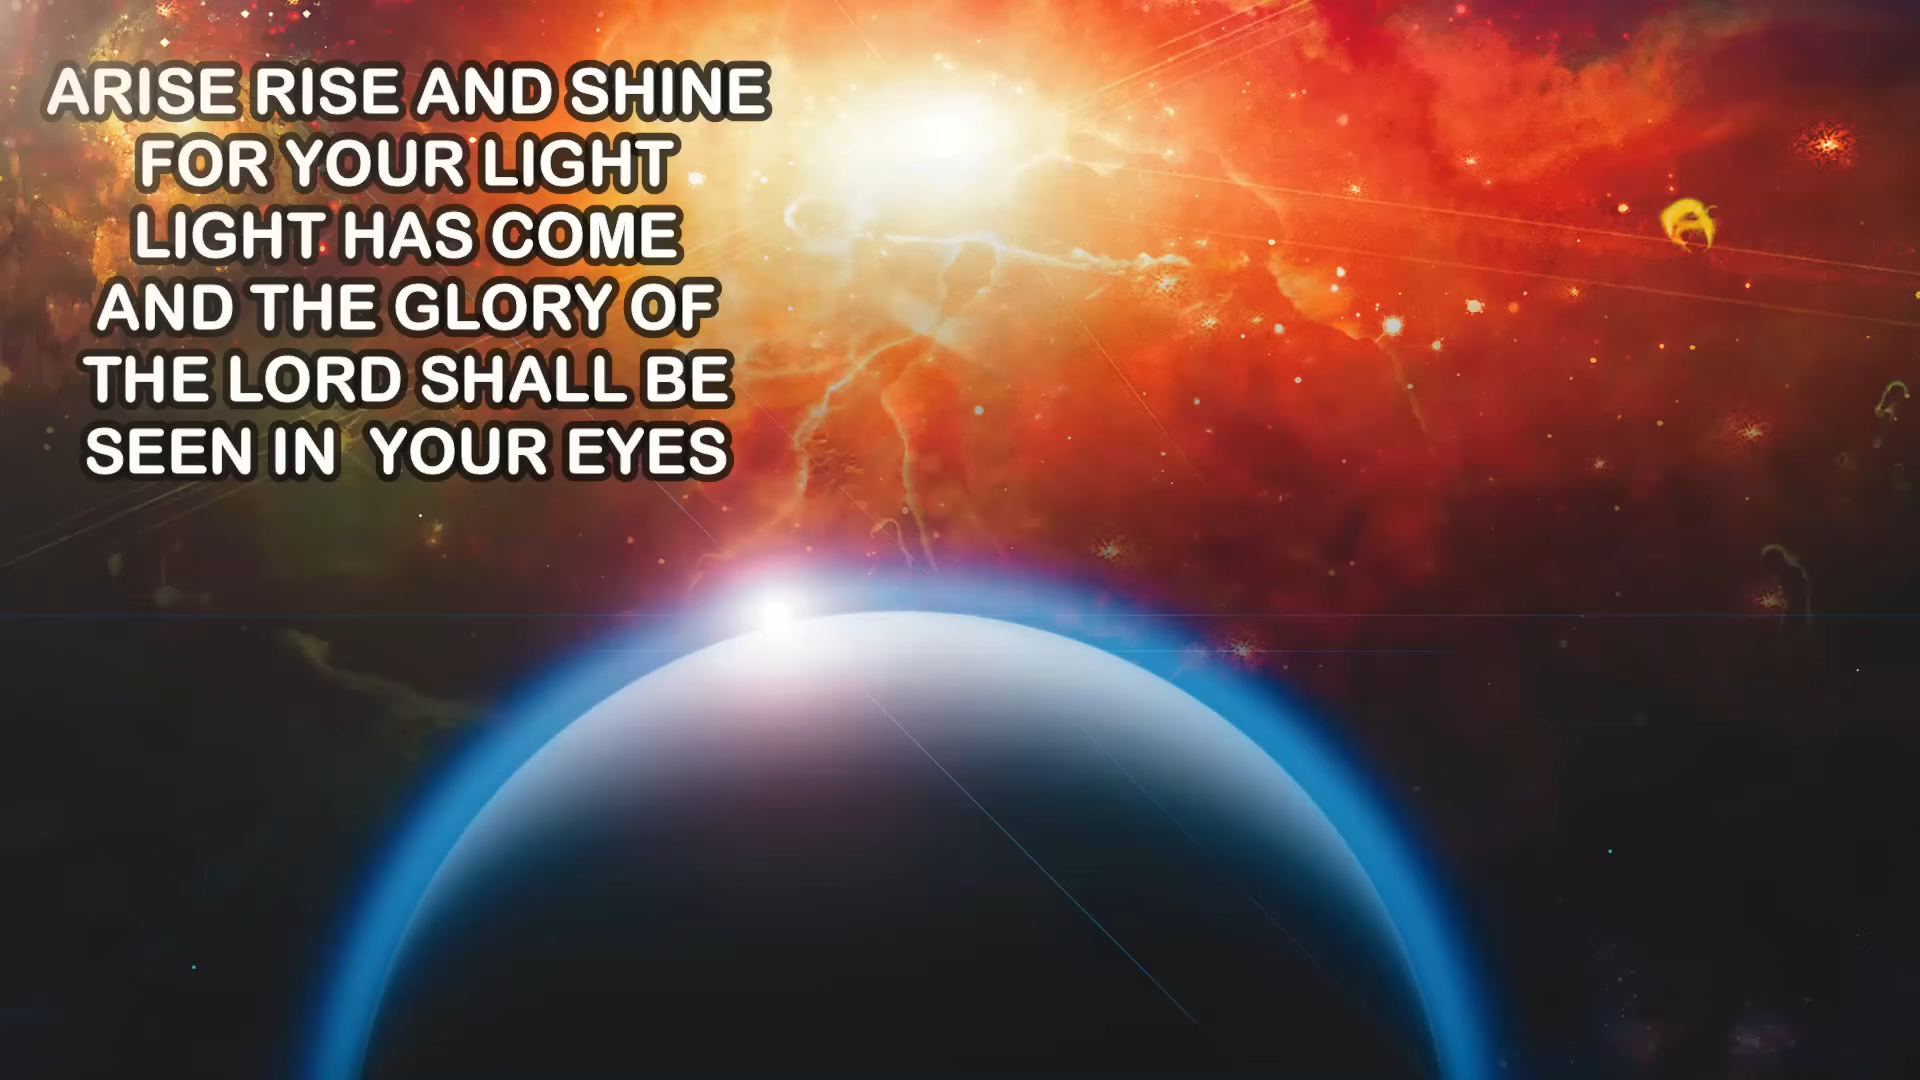 ARISE RISE AND SHINE
FOR YOUR LIGHT
LIGHT HAS COME
AND THE GLORY OF
THE LORD SHALL BE
SEEN IN  YOUR EYES